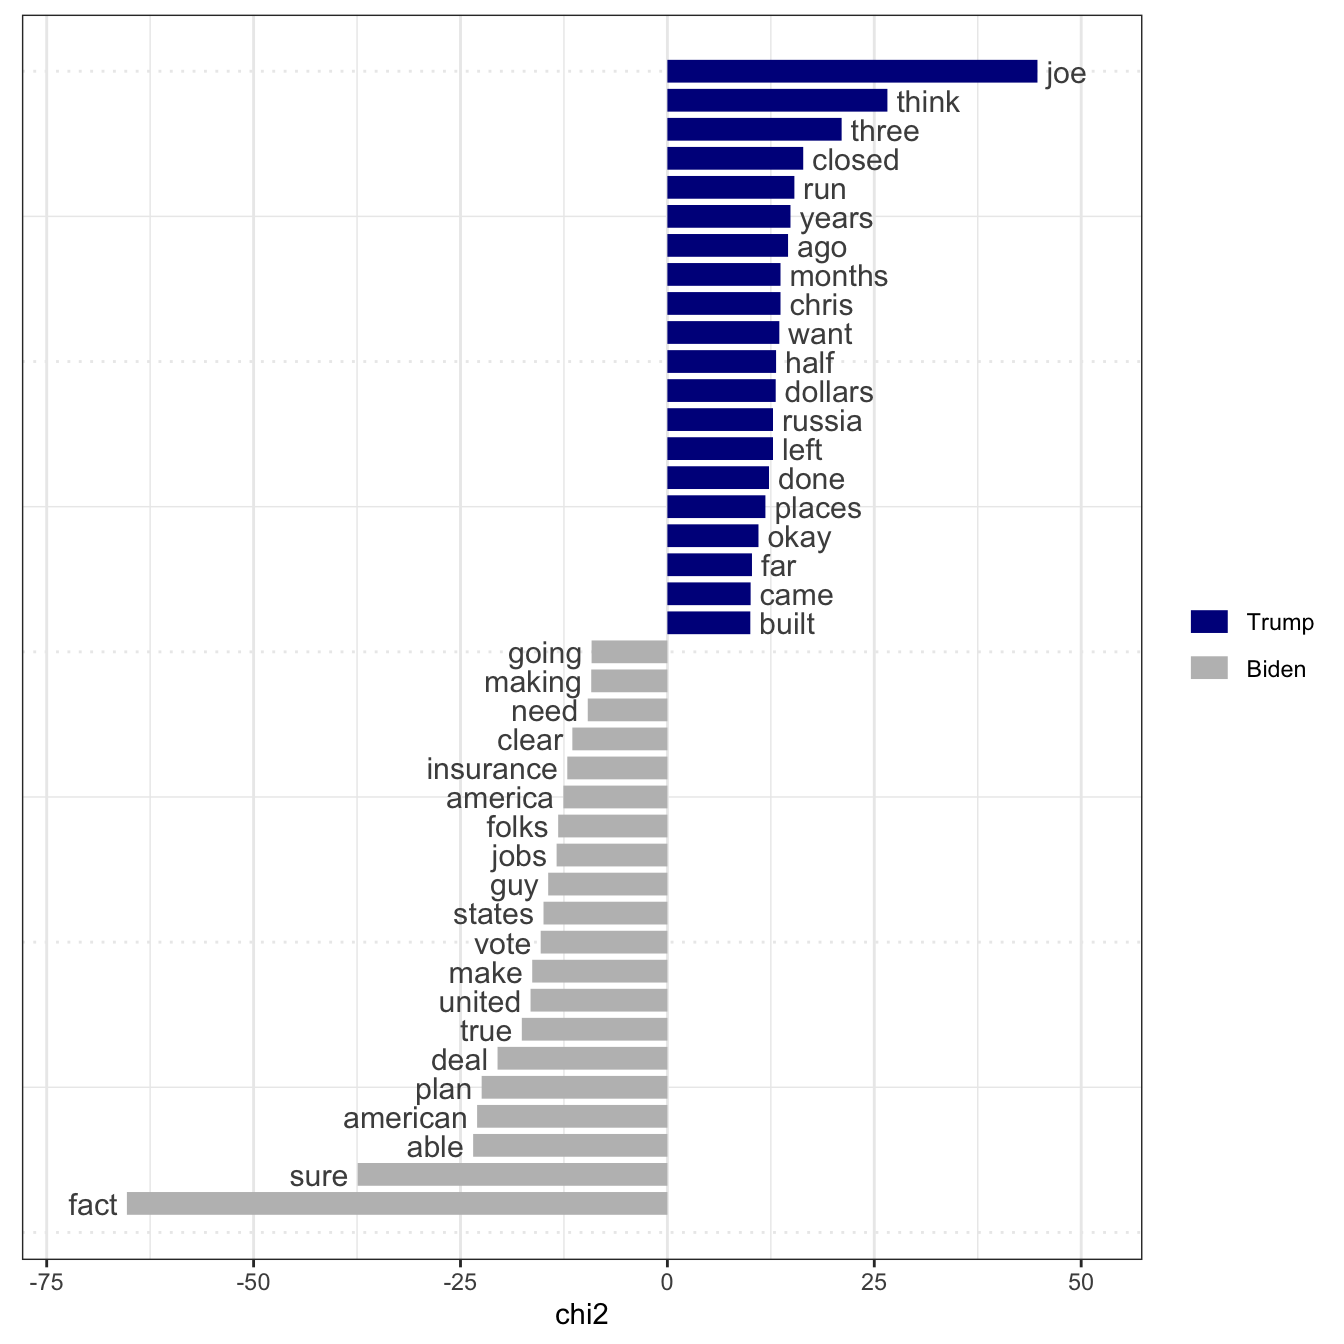 joe
think
three
closed
run
years
ago
months
chris
want
half
dollars
russia
left
done
places
okay
far
came
built
going
making
need
clear
insurance
america
folks
jobs
guy
states
vote
make
united
true
deal
plan
american
able
sure
fact
-75 -50 -25 0 25 50
chi2
Trump
Biden